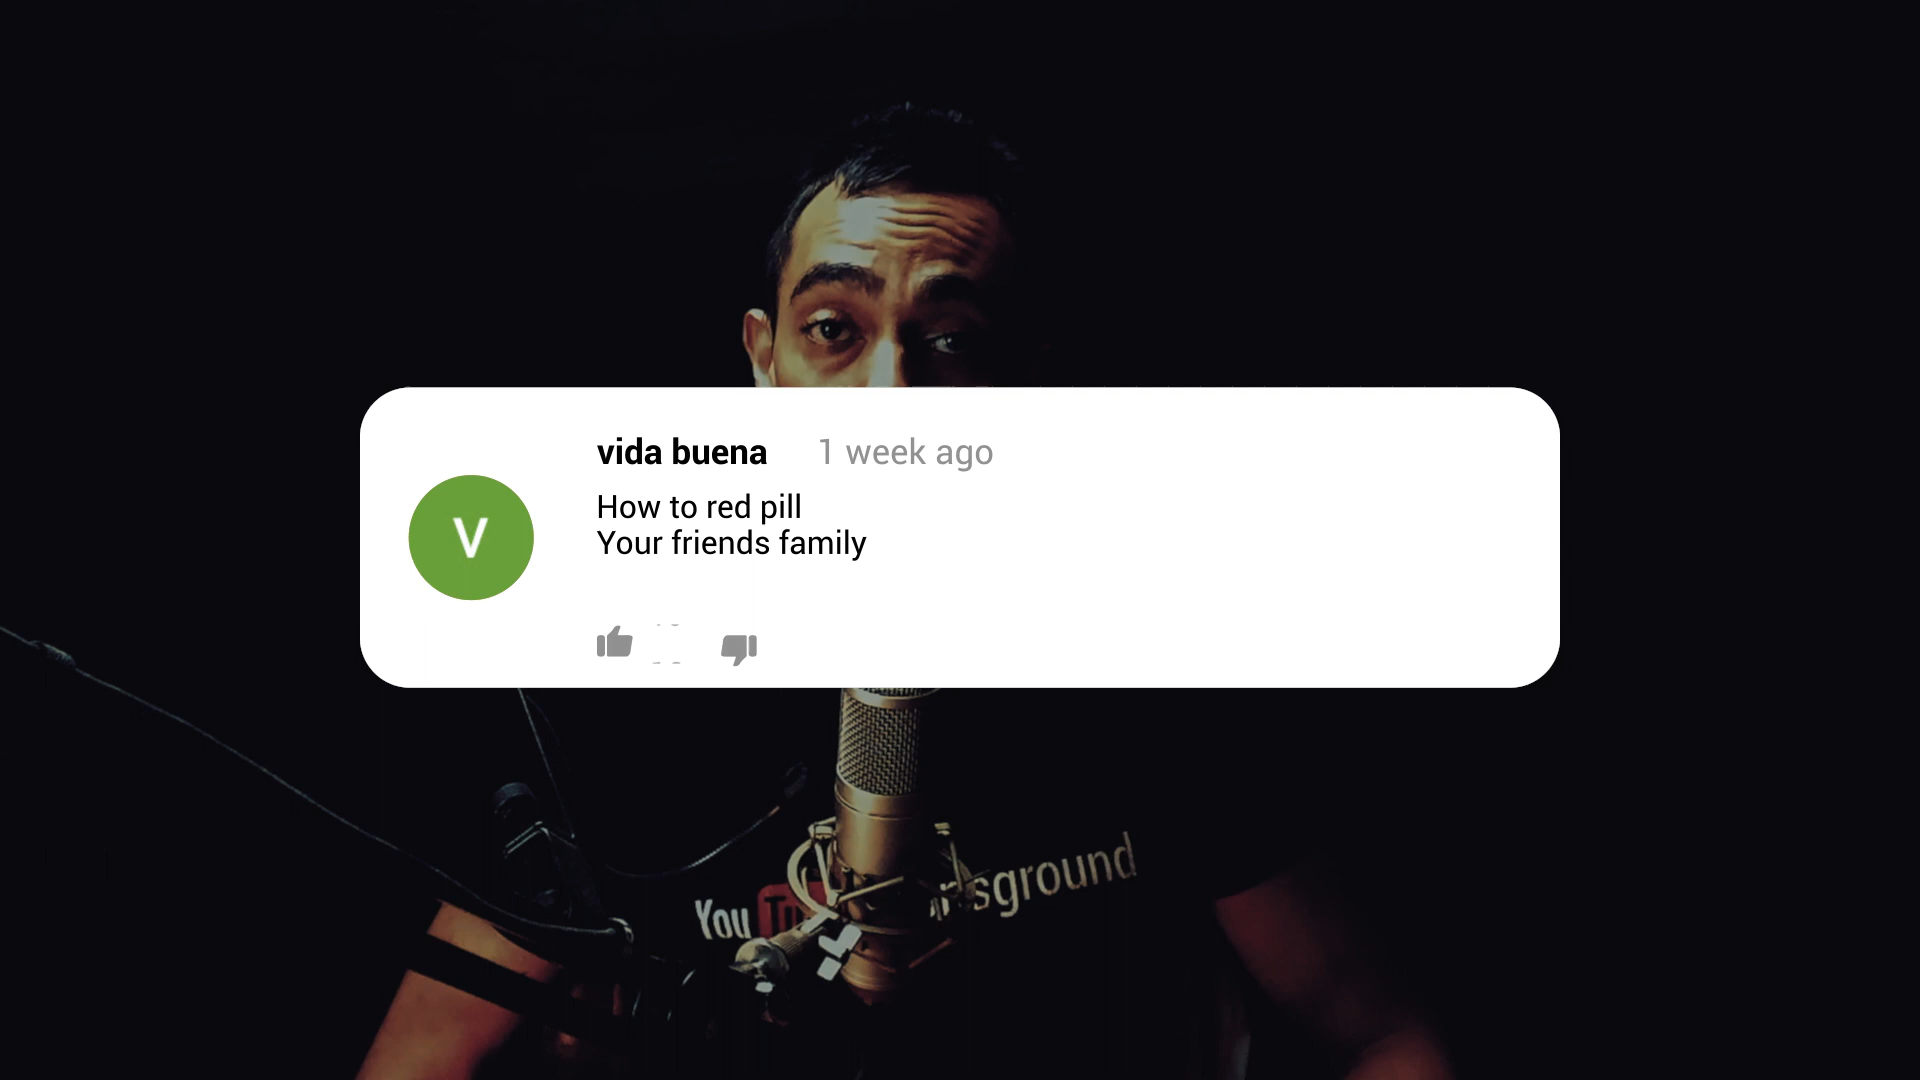 vida buena 1 week ago
How to red pill
Your friends family
V
You
sground